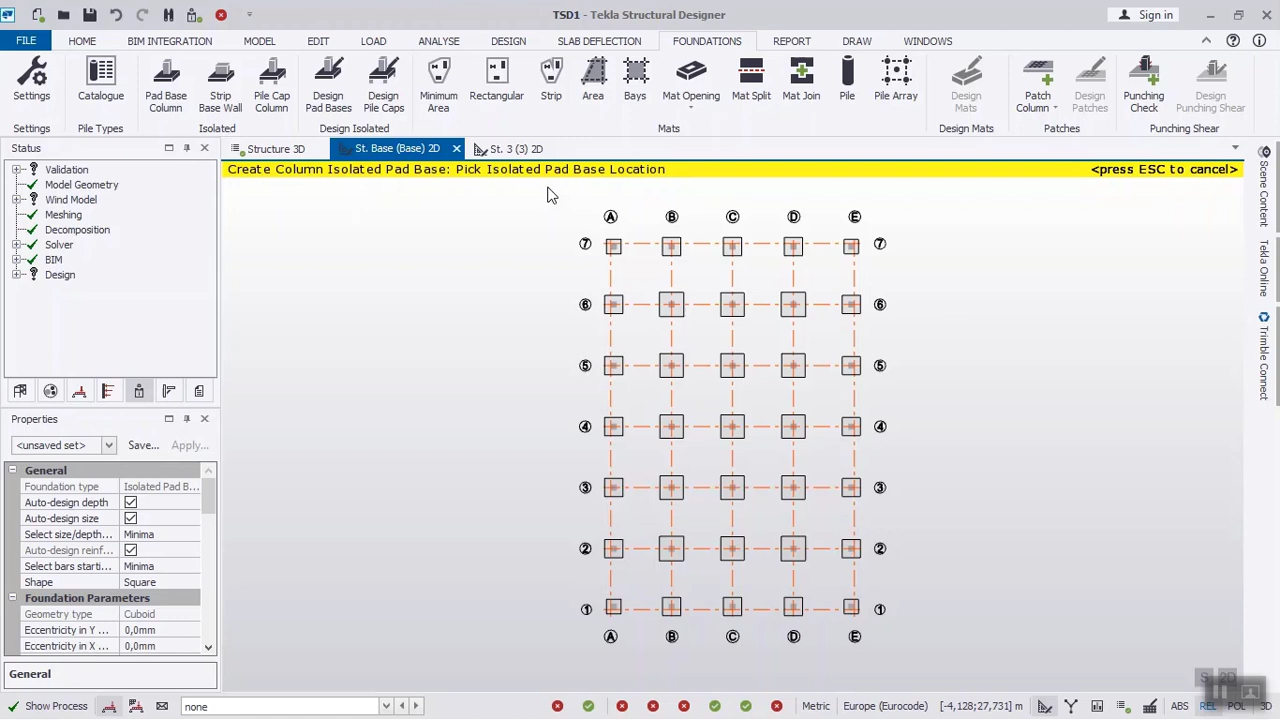 TSD1 - Tekla Structural Designer
Sign in
FILE HOME BIM INTEGRATION MODEL EDIT LOAD ANALYSE DESIGN SLAB DEFLECTION FOUNDATIONS REPORT DRAW WINDOWS
Settings Catalogue Pad Base Column Strip Base Wall Pile Cap Column Design Pad Bases Design Pile Caps Minimum Area Rectangular Strip Area Bays Mat Opening Mat Split Mat Join Pile Pile Array Design Mats Patch Column Design Patches Punching Check Design Punching Shear
Settings Pile Types Isolated Design Isolated Mats Design Mats Patches Punching Shear
Status
Structure 3D St. Base (Base) 2D St. 3 (3) 2D
Create Column Isolated Pad Base: Pick Isolated Pad Base Location <press ESC to cancel>
Validation
Model Geometry
Wind Model
Meshing
Decomposition
Solver
BIM
Design
A B C D E
7 7
6 6
5 5
4 4
3 3
2 2
1 1
A B C D E
Scene Content
Tekla Online
Trimble Connect
Properties
<unsaved set> Save... Apply...
General
Foundation type Isolated Pad B...
Auto-design depth
Auto-design size
Select size/depth... Minima
Auto-design reinf...
Select bars starti... Minima
Shape Square
Foundation Parameters
Geometry type Cuboid
Eccentricity in Y ... 0,0mm
Eccentricity in X ... 0,0mm
General
Show Process none Metric Europe (Eurocode) [-4,128;27,731] m ABS REL POL 3D